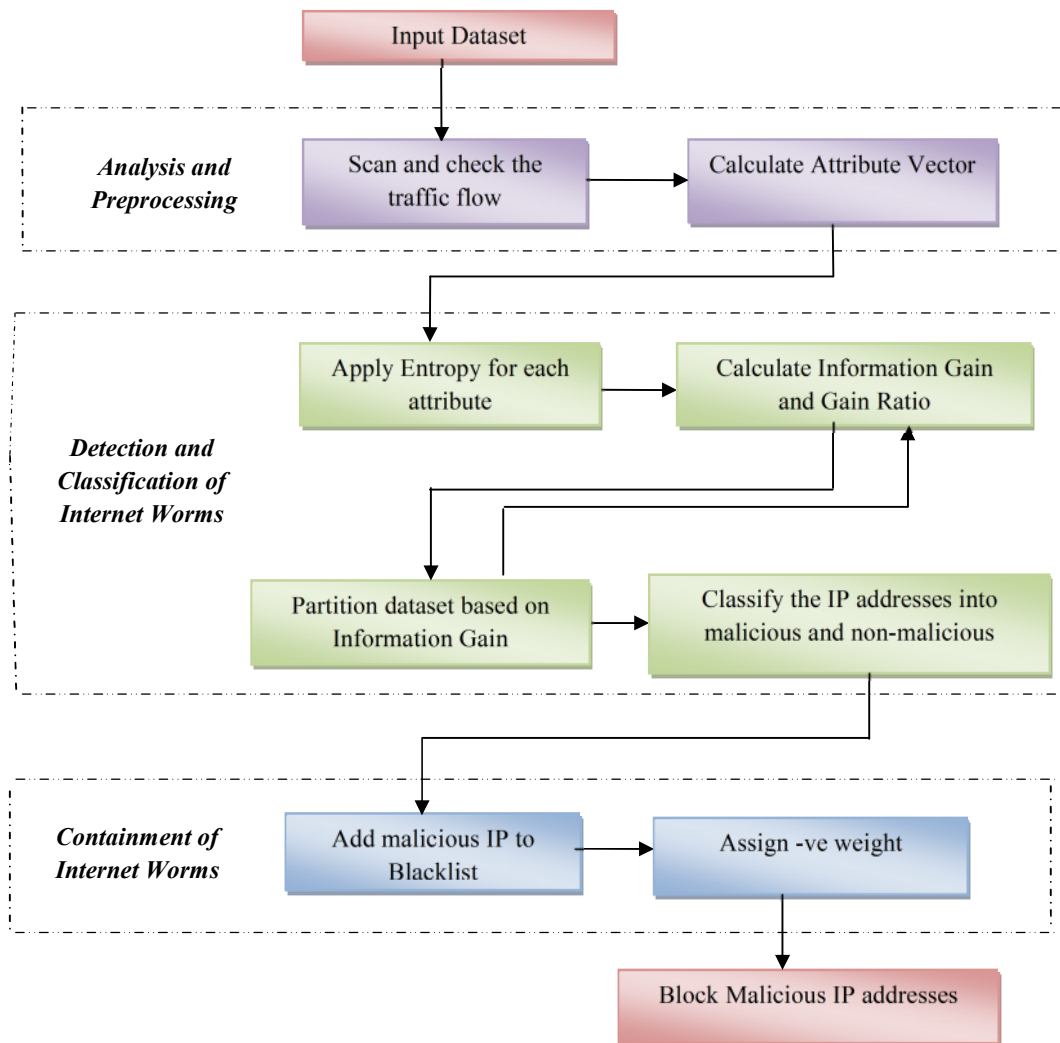 Input Dataset
Analysis and
Preprocessing
Scan and check the
traffic flow
Calculate Attribute Vector
Apply Entropy for each
attribute
Calculate Information Gain
and Gain Ratio
Detection and
Classification of
Internet Worms
Partition dataset based on
Information Gain
Classify the IP addresses into
malicious and non-malicious
Containment of
Internet Worms
Add malicious IP to
Blacklist
Assign -ve weight
Block Malicious IP addresses